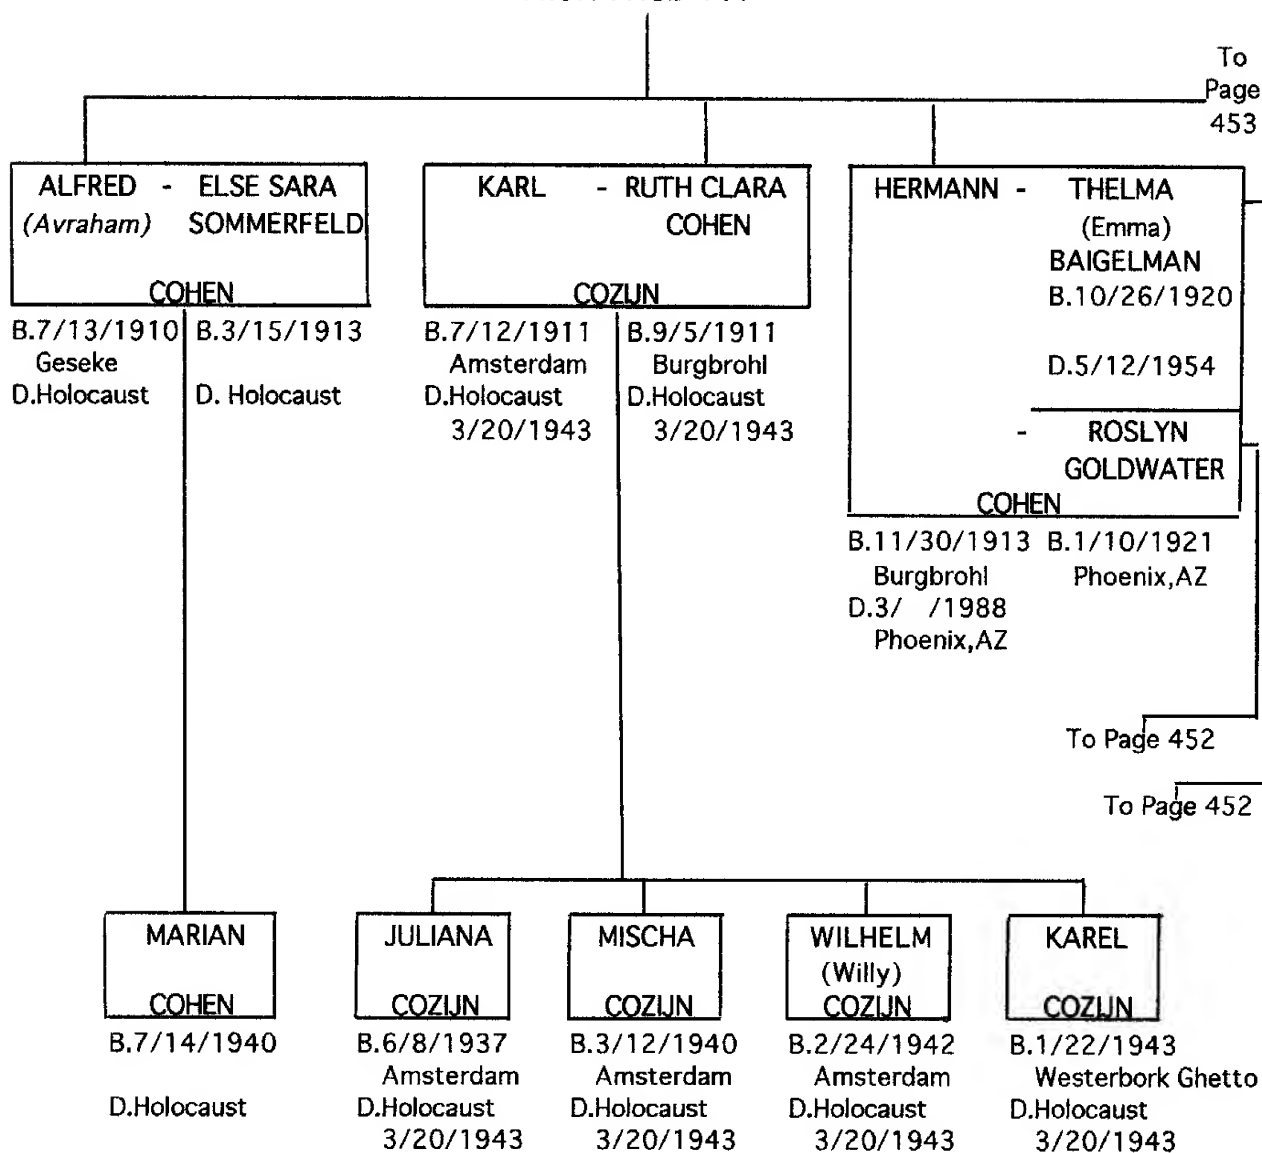 To
Page
453
ALFRED - ELSE SARA
(Avraham) SOMMERFELD
COHEN
B.7/13/1910 B.3/15/1913
Geseke
D.Holocaust D. Holocaust
KARL - RUTH CLARA
COHEN
COZIJN
B.7/12/1911 B.9/5/1911
Amsterdam Burgbrohl
D.Holocaust D.Holocaust
3/20/1943 3/20/1943
HERMANN - THELMA
(Emma)
BAIGELMAN
B.10/26/1920
D.5/12/1954
- ROSLYN
GOLDWATER
COHEN
B.11/30/1913 B.1/10/1921
Burgbrohl Phoenix,AZ
D.3/ /1988
Phoenix,AZ
To Page 452
To Page 452
MARIAN
COHEN
B.7/14/1940
D.Holocaust
JULIANA
COZIJN
B.6/8/1937
Amsterdam
D.Holocaust
3/20/1943
MISCHA
COZIJN
B.3/12/1940
Amsterdam
D.Holocaust
3/20/1943
WILHELM
(Willy)
COZIJN
B.2/24/1942
Amsterdam
D.Holocaust
3/20/1943
KAREL
COZIJN
B.1/22/1943
Westerbork Ghetto
D.Holocaust
3/20/1943